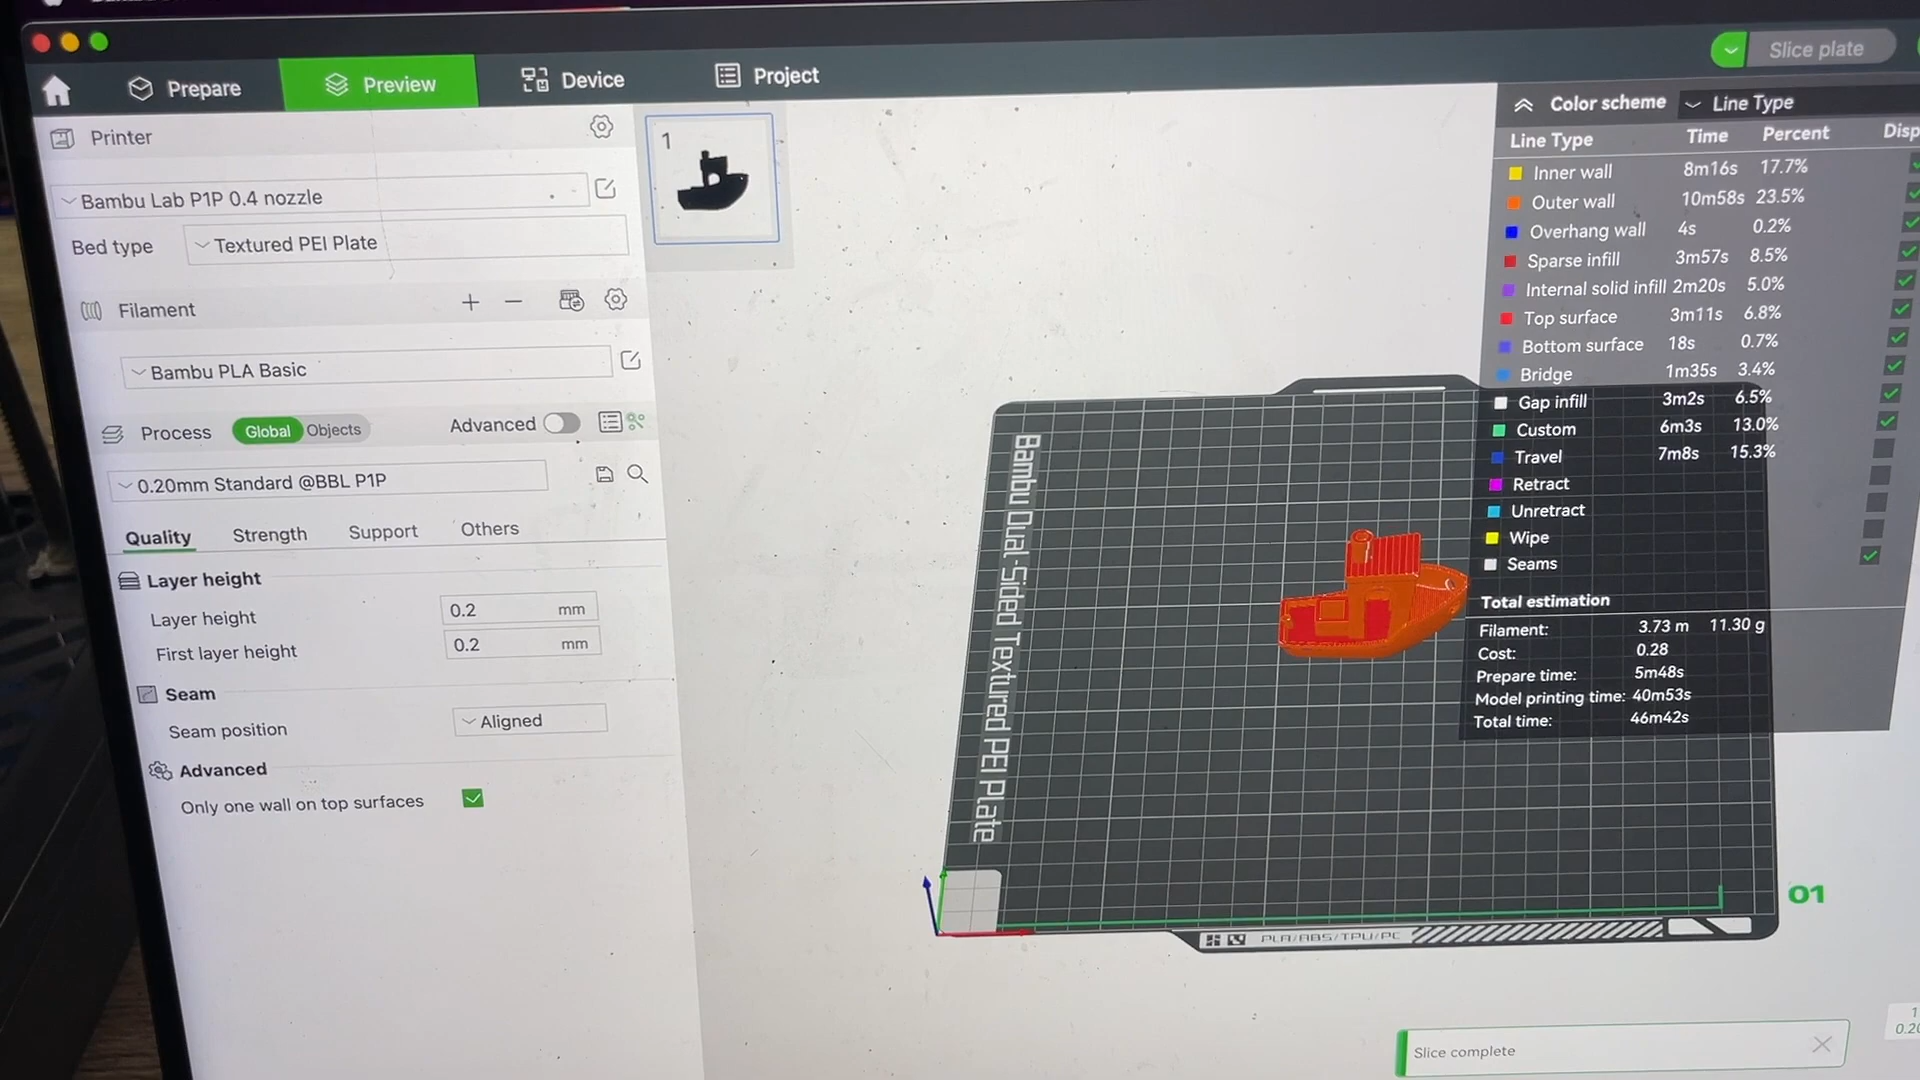 Prepare
Preview
Device
Project
Slice plate
Printer
Bambu Lab P1P 0.4 nozzle
Bed type
Textured PEI Plate
Filament
Bambu PLA Basic
Process
Global
Objects
Advanced
0.20mm Standard @BBL P1P
Quality
Strength
Support
Others
Layer height
Layer height
0.2 mm
First layer height
0.2 mm
Seam
Seam position
Aligned
Advanced
Only one wall on top surfaces
1
Color scheme
Line Type
Line Type Time Percent Disp
Inner wall 8m16s 17.7%
Outer wall 10m58s 23.5%
Overhang wall 4s 0.2%
Sparse infill 3m57s 8.5%
Internal solid infill 2m20s 5.0%
Top surface 3m11s 6.8%
Bottom surface 18s 0.7%
Bridge 1m35s 3.4%
Gap infill 3m2s 6.5%
Custom 6m3s 13.0%
Travel 7m8s 15.3%
Retract
Unretract
Wipe
Seams
Total estimation
Filament: 3.73 m 11.30 g
Cost: 0.28
Prepare time: 5m48s
Model printing time: 40m53s
Total time: 46m42s
Bambu Dual-Sided Textured PEI Plate
01
PLA/ABS/TPU/PC
Slice complete
1
0.20